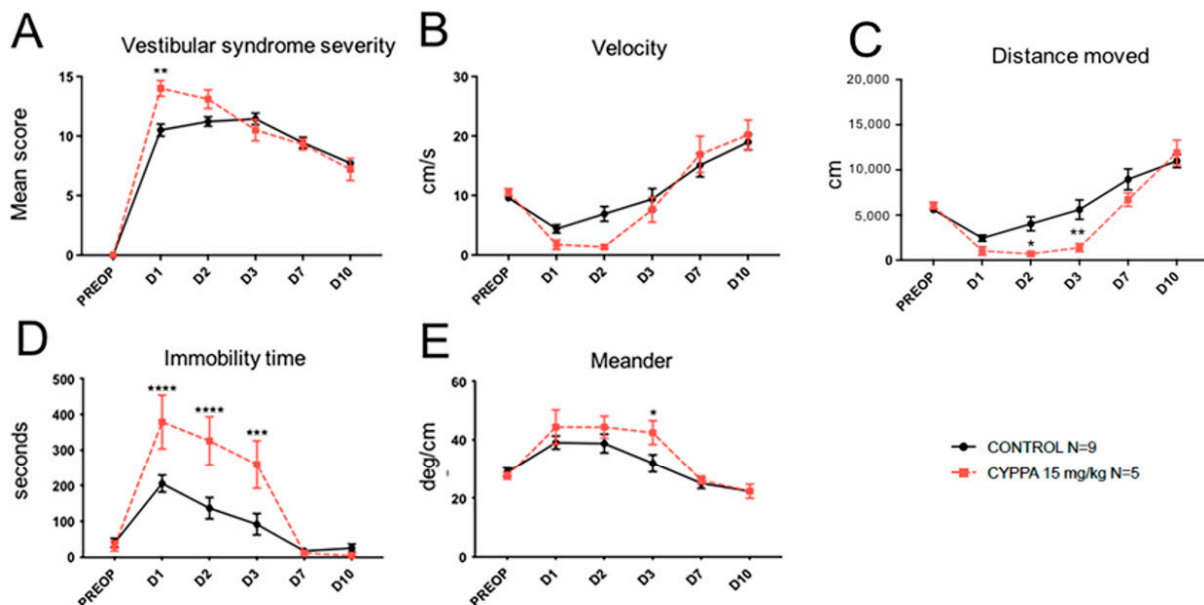 A
Vestibular syndrome severity
**
Mean score
15
10
5
0
PREOP
D1
D2
D3
D7
D10
B
Velocity
cm/s
30
20
10
0
PREOP
D1
D2
D3
D7
D10
C
Distance moved
cm
20,000
15,000
10,000
5,000
0
*
**
PREOP
D1
D2
D3
D7
D10
D
Immobility time
seconds
500
400
300
200
100
0
****
****
***
PREOP
D1
D2
D3
D7
D10
E
Meander
deg/cm
60
40
20
0
*
PREOP
D1
D2
D3
D7
D10
CONTROL N=9
CYPPA 15 mg/kg N=5